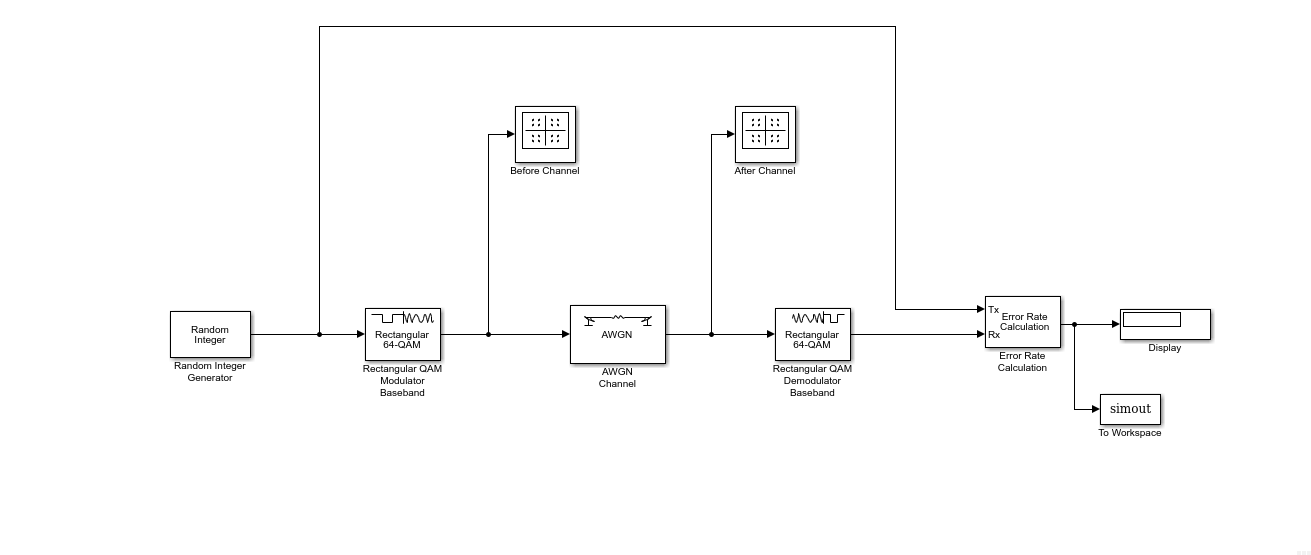 Before Channel
After Channel
Random
Integer
Random Integer
Generator
Rectangular
64-QAM
Rectangular QAM
Modulator
Baseband
AWGN
AWGN
Channel
Rectangular
64-QAM
Rectangular QAM
Demodulator
Baseband
Tx
Rx
Error Rate
Calculation
Error Rate
Calculation
Display
simout
To Workspace